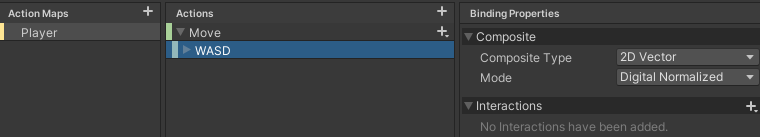 Action Maps
Player
Actions
Move
WASD
Binding Properties
Composite
Composite Type 2D Vector
Mode Digital Normalized
Interactions
No Interactions have been added.